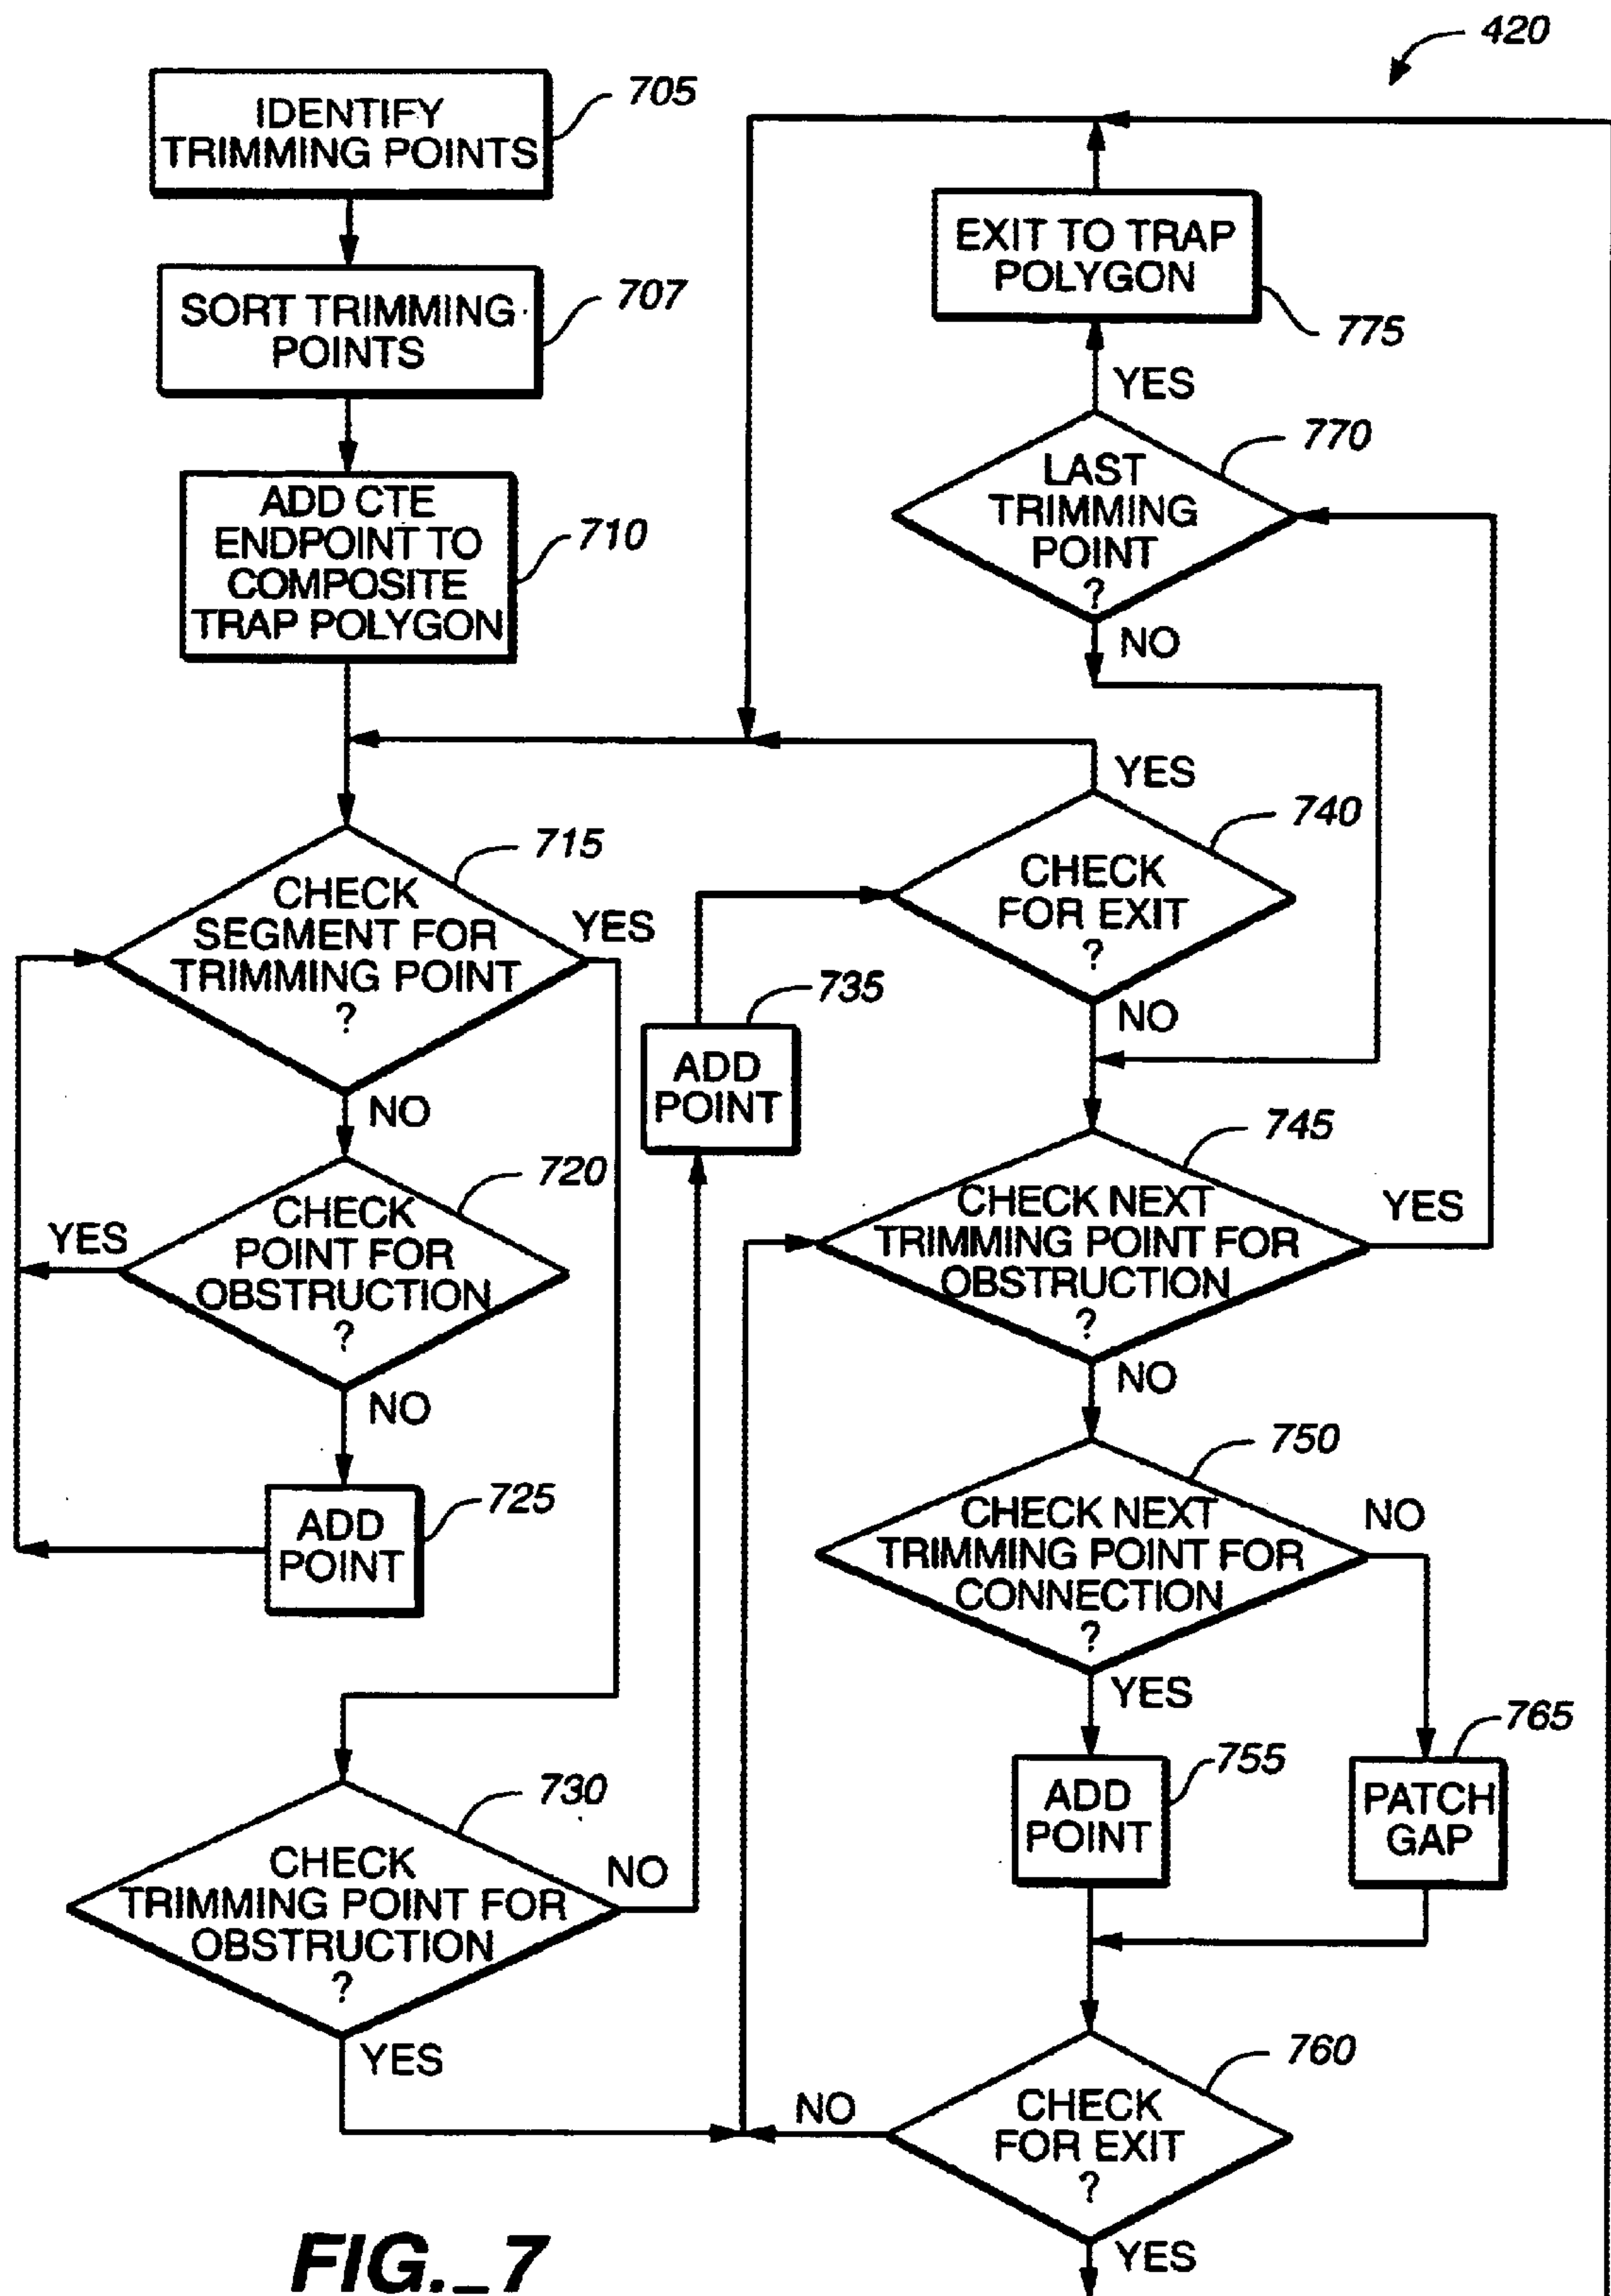 420
IDENTIFY
TRIMMING POINTS
705
SORT TRIMMING
POINTS
707
ADD CTE
ENDPOINT TO
COMPOSITE
TRAP POLYGON
710
CHECK
SEGMENT FOR
TRIMMING POINT
?
715
YES
NO
CHECK
POINT FOR
OBSTRUCTION
?
720
YES
NO
ADD
POINT
725
CHECK
TRIMMING POINT FOR
OBSTRUCTION
?
730
NO
YES
ADD
POINT
735
EXIT TO TRAP
POLYGON
775
YES
LAST
TRIMMING
POINT
?
770
NO
YES
CHECK
FOR EXIT
?
740
NO
CHECK NEXT
TRIMMING POINT FOR
OBSTRUCTION
?
745
YES
NO
CHECK NEXT
TRIMMING POINT FOR
CONNECTION
?
750
NO
YES
ADD
POINT
755
PATCH
GAP
765
CHECK
FOR EXIT
?
760
NO
YES
FIG._7